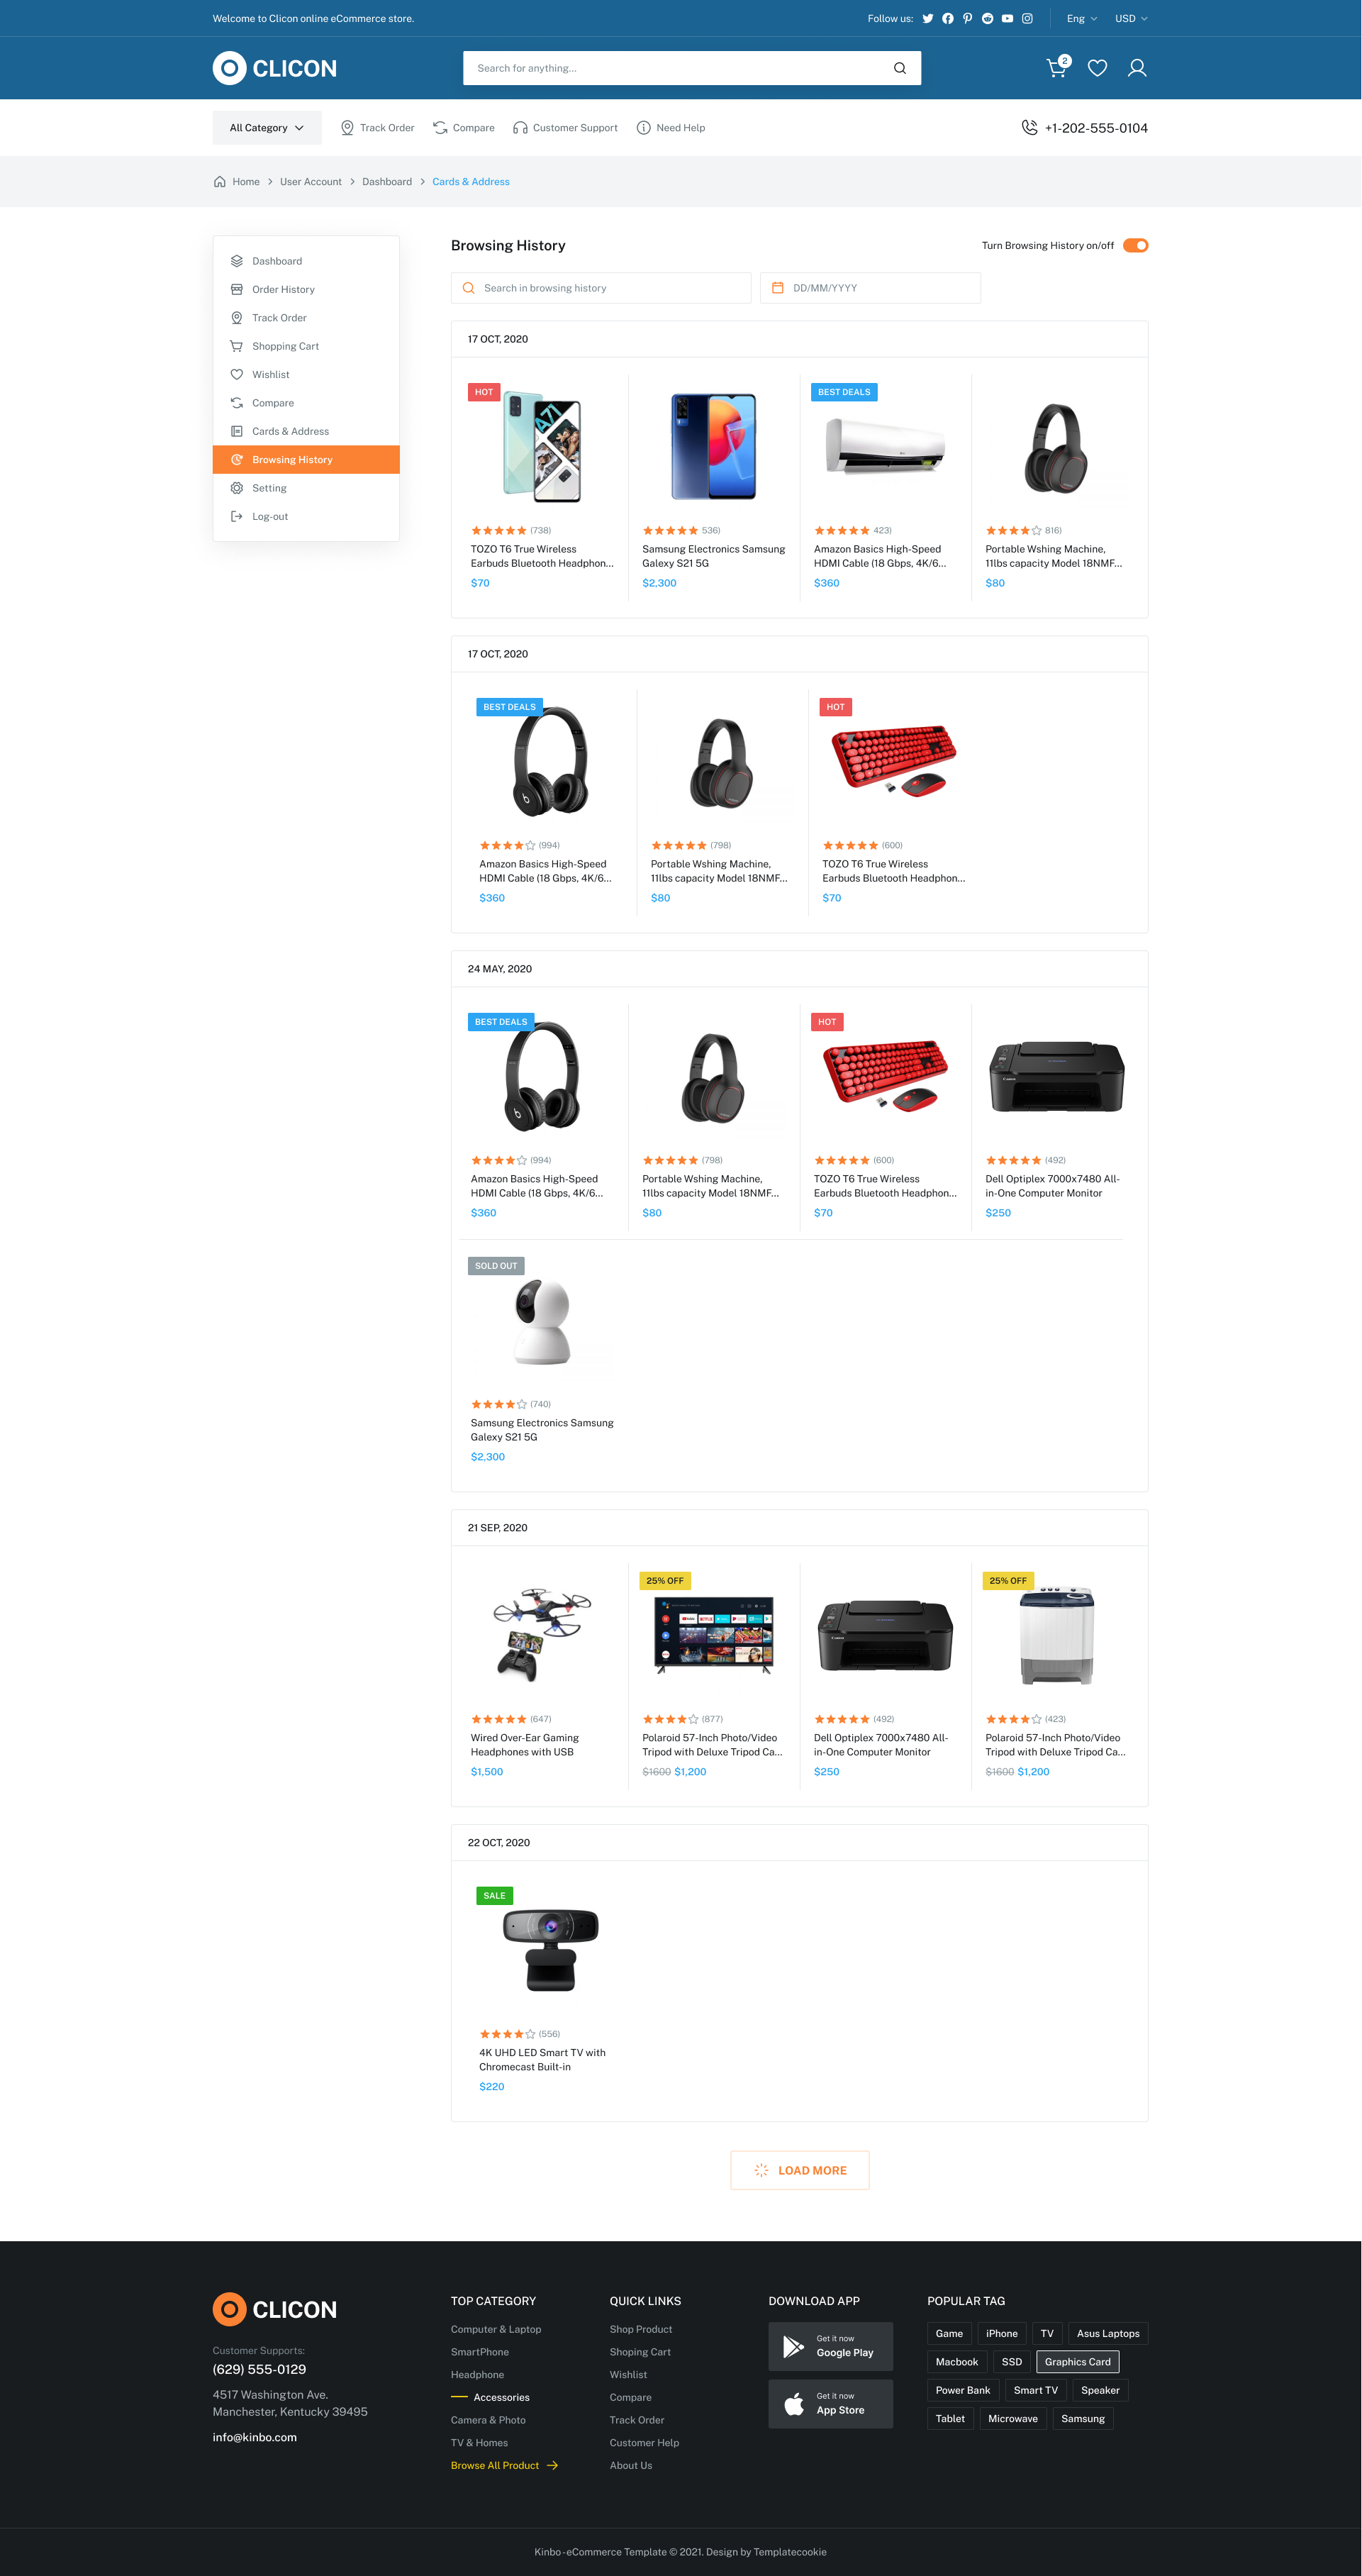 Welcome to Clicon online eCommerce store.
Follow us:
Eng
USD
CLICON
Search for anything...
2
All Category
Track Order
Compare
Customer Support
Need Help
+1-202-555-0104
Home
User Account
Dashboard
Cards & Address
Dashboard
Order History
Track Order
Shopping Cart
Wishlist
Compare
Cards & Address
Browsing History
Setting
Log-out
Browsing History
Turn Browsing History on/off
Search in browsing history
DD/MM/YYYY
17 OCT, 2020
HOT
A71
(738)
TOZO T6 True Wireless
Earbuds Bluetooth Headphon...
$70
536)
Samsung Electronics Samsung
Galexy S21 5G
$2,300
BEST DEALS
423)
Amazon Basics High-Speed
HDMI Cable (18 Gbps, 4K/6...
$360
816)
Portable Wshing Machine,
11lbs capacity Model 18NMF...
$80
17 OCT, 2020
BEST DEALS
(994)
Amazon Basics High-Speed
HDMI Cable (18 Gbps, 4K/6...
$360
(798)
Portable Wshing Machine,
11lbs capacity Model 18NMF...
$80
HOT
(600)
TOZO T6 True Wireless
Earbuds Bluetooth Headphon...
$70
24 MAY, 2020
BEST DEALS
(994)
Amazon Basics High-Speed
HDMI Cable (18 Gbps, 4K/6...
$360
(798)
Portable Wshing Machine,
11lbs capacity Model 18NMF...
$80
HOT
(600)
TOZO T6 True Wireless
Earbuds Bluetooth Headphon...
$70
Canon
(492)
Dell Optiplex 7000x7480 All-
in-One Computer Monitor
$250
SOLD OUT
(740)
Samsung Electronics Samsung
Galexy S21 5G
$2,300
21 SEP, 2020
(647)
Wired Over-Ear Gaming
Headphones with USB
$1,500
25% OFF
(877)
Polaroid 57-Inch Photo/Video
Tripod with Deluxe Tripod Ca...
$1600 $1,200
Canon
(492)
Dell Optiplex 7000x7480 All-
in-One Computer Monitor
$250
25% OFF
(423)
Polaroid 57-Inch Photo/Video
Tripod with Deluxe Tripod Ca...
$1600 $1,200
22 OCT, 2020
SALE
(556)
4K UHD LED Smart TV with
Chromecast Built-in
$220
LOAD MORE
CLICON
Customer Supports:
(629) 555-0129
4517 Washington Ave.
Manchester, Kentucky 39495
info@kinbo.com
TOP CATEGORY
Computer & Laptop
SmartPhone
Headphone
Accessories
Camera & Photo
TV & Homes
Browse All Product
QUICK LINKS
Shop Product
Shoping Cart
Wishlist
Compare
Track Order
Customer Help
About Us
DOWNLOAD APP
Get it now
Google Play
Get it now
App Store
POPULAR TAG
Game
iPhone
TV
Asus Laptops
Macbook
SSD
Graphics Card
Power Bank
Smart TV
Speaker
Tablet
Microwave
Samsung
Kinbo - eCommerce Template © 2021. Design by Templatecookie